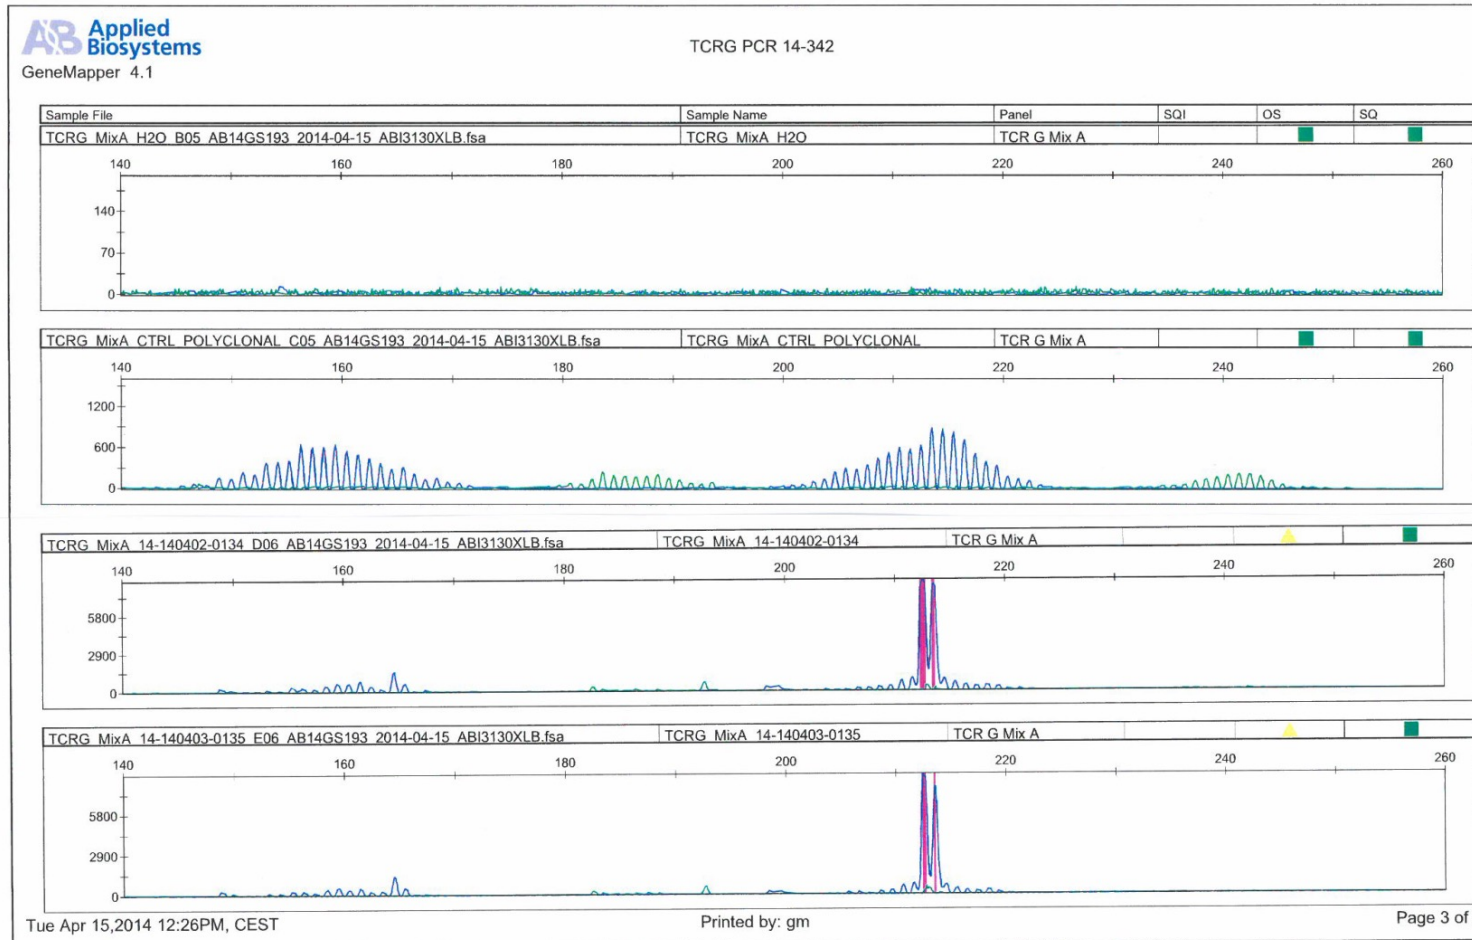 Applied
Biosystems
GeneMapper 4.1
TCRG PCR 14-342
Sample File Sample Name Panel SQI OS SQ
TCRG_MixA_H2O_B05_AB14GS193_2014-04-15_ABI3130XLB.fsa TCRG_MixA_H2O TCR G Mix A
140 160 180 200 220 240 260
140
70
0
TCRG_MixA_CTRL_POLYCLONAL_C05_AB14GS193_2014-04-15_ABI3130XLB.fsa TCRG_MixA_CTRL_POLYCLONAL TCR G Mix A
140 160 180 200 220 240 260
1200
600
0
TCRG_MixA_14-140402-0134_D06_AB14GS193_2014-04-15_ABI3130XLB.fsa TCRG_MixA_14-140402-0134 TCR G Mix A
140 160 180 200 220 240 260
5800
2900
0
TCRG_MixA_14-140403-0135_E06_AB14GS193_2014-04-15_ABI3130XLB.fsa TCRG_MixA_14-140403-0135 TCR G Mix A
140 160 180 200 220 240 260
5800
2900
0
Tue Apr 15,2014 12:26PM, CEST Printed by: gm Page 3 of